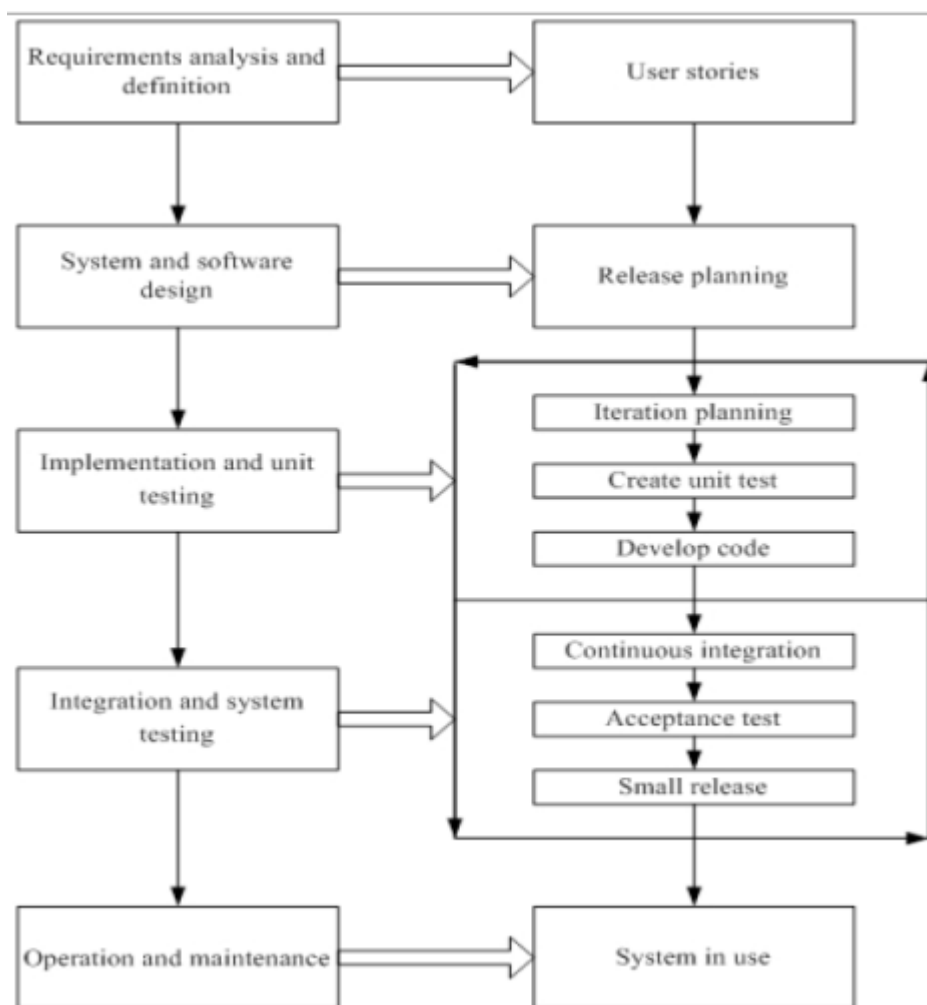 Requirements analysis and
definition
User stories
System and software
design
Release planning
Iteration planning
Implementation and unit
testing
Create unit test
Develop code
Continuous integration
Integration and system
testing
Acceptance test
Small release
Operation and maintenance
System in use